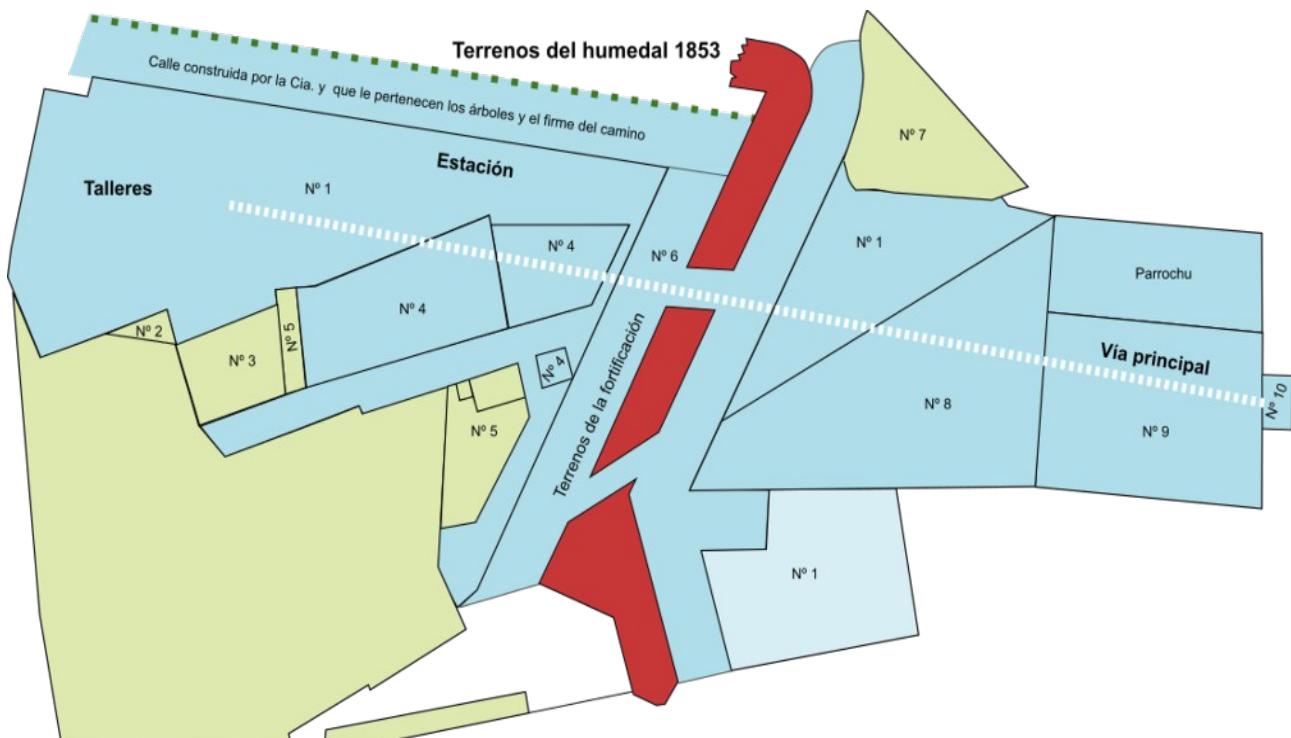 Terrenos del humedal 1853
Calle construida por la Cia. y que le pertenecen los árboles y el firme del camino
Nº 7
Estación
Talleres
Nº 1
Nº 4
Nº 6
Nº 1
Parrochu
Nº 4
Nº 2
Nº 5
Nº 3
Vía principal
Nº 4
Terrenos de la fortificación
Nº 8
Nº 10
Nº 5
Nº 9
Nº 1